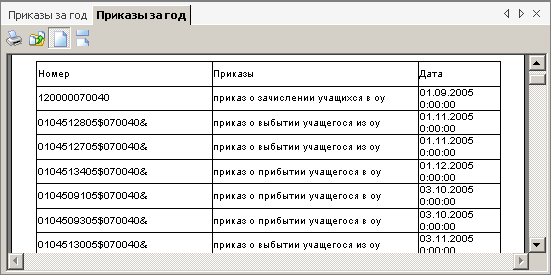 Приказы за год Приказы за год
Номер Приказы Дата
120000070040 приказ о зачислении учащихся в оу 01.09.2005 0:00:00
0104512805$070040& приказ о выбытии учащегося из оу 01.11.2005 0:00:00
0104512705$070040& приказ о выбытии учащегося из оу 01.11.2005 0:00:00
0104513405$070040& приказ о прибытии учащегося в оу 01.12.2005 0:00:00
0104509105$070040& приказ о прибытии учащегося в оу 03.10.2005 0:00:00
0104509305$070040& приказ о прибытии учащегося в оу 03.10.2005 0:00:00
0104513005$070040& приказ о выбытии учащегося из оу 03.11.2005 0:00:00